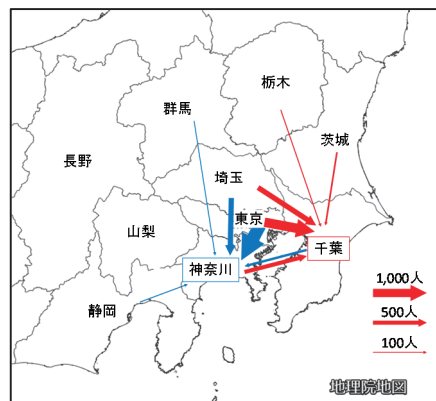 栃木
群馬
茨城
長野
埼玉
東京
山梨
千葉
神奈川
静岡
1,000人
500人
100人
地理院地図